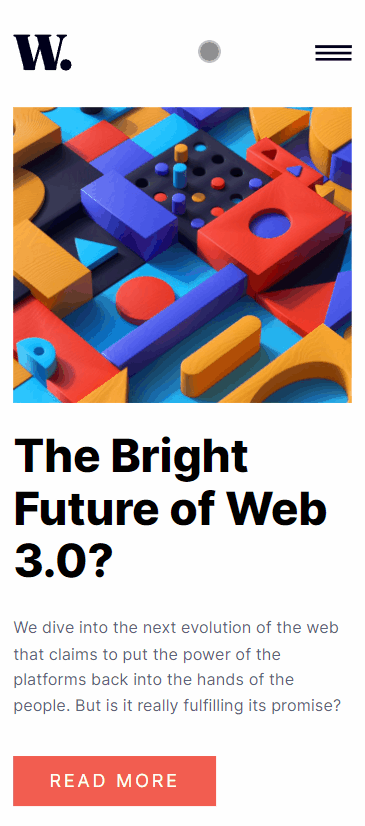 W.
The Bright
Future of Web
3.0?
We dive into the next evolution of the web
that claims to put the power of the
platforms back into the hands of the
people. But is it really fulfilling its promise?
READ MORE